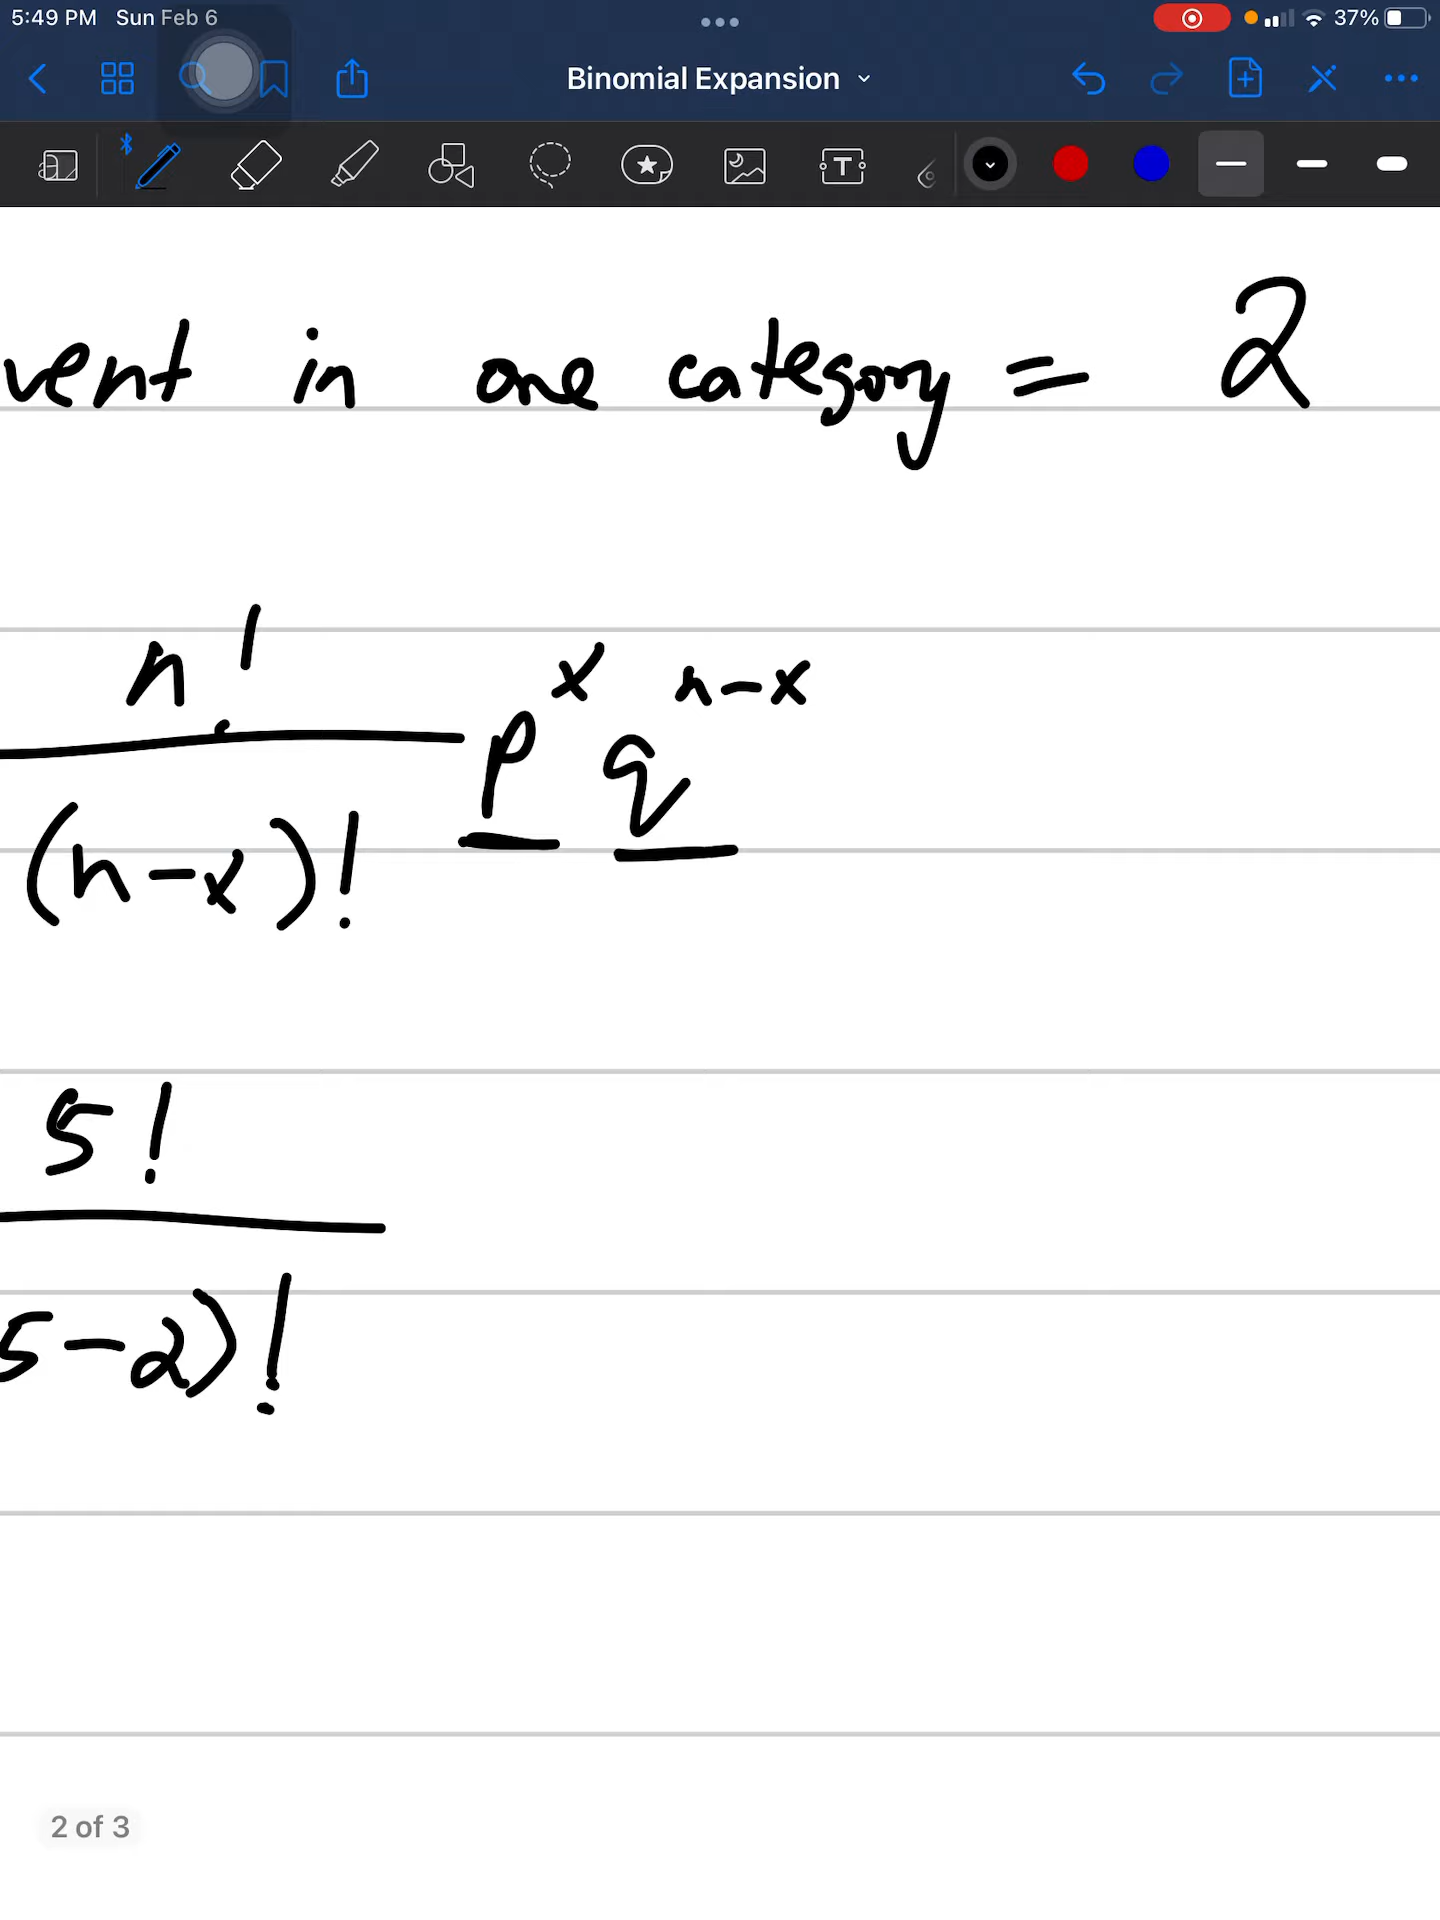 5:49 PM Sun Feb 6
37%
Binomial Expansion
T
vent in one category = 2
n!
p^x q^n-x
(n-x)!
5!
5-2)!
2 of 3